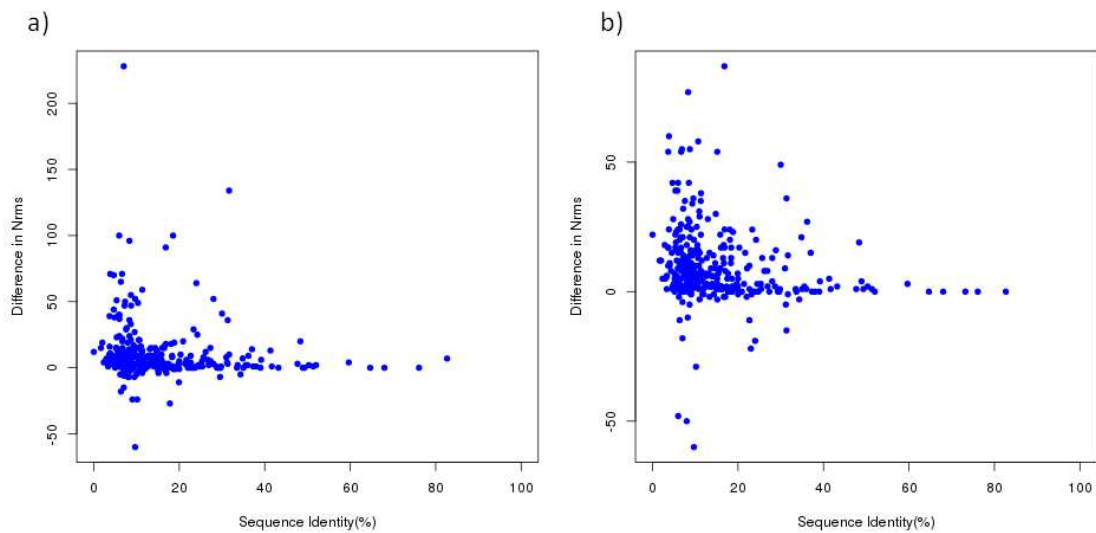 a)
200
150
100
50
0
-50
Difference in Nrms
0 20 40 60 80 100
Sequence Identity(%)
b)
50
0
-50
Difference in Nrms
0 20 40 60 80 100
Sequence Identity(%)